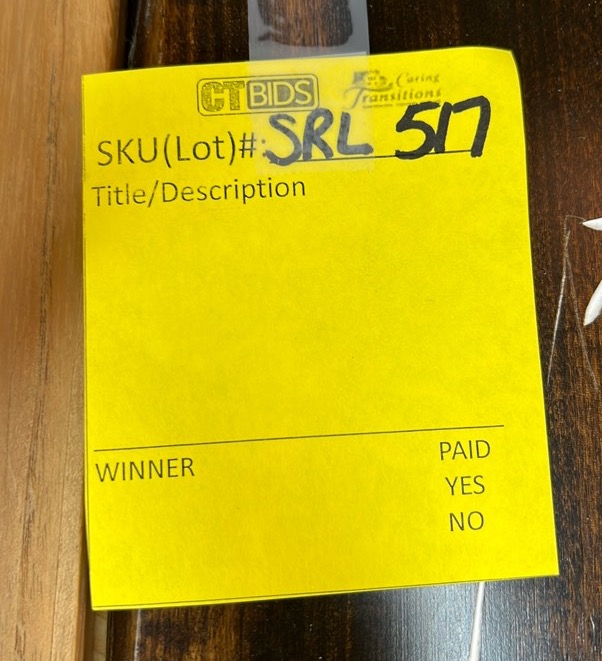 CTBIDS Caring Transitions
SKU(Lot)#: SRL 517
Title/Description
WINNER PAID
YES
NO